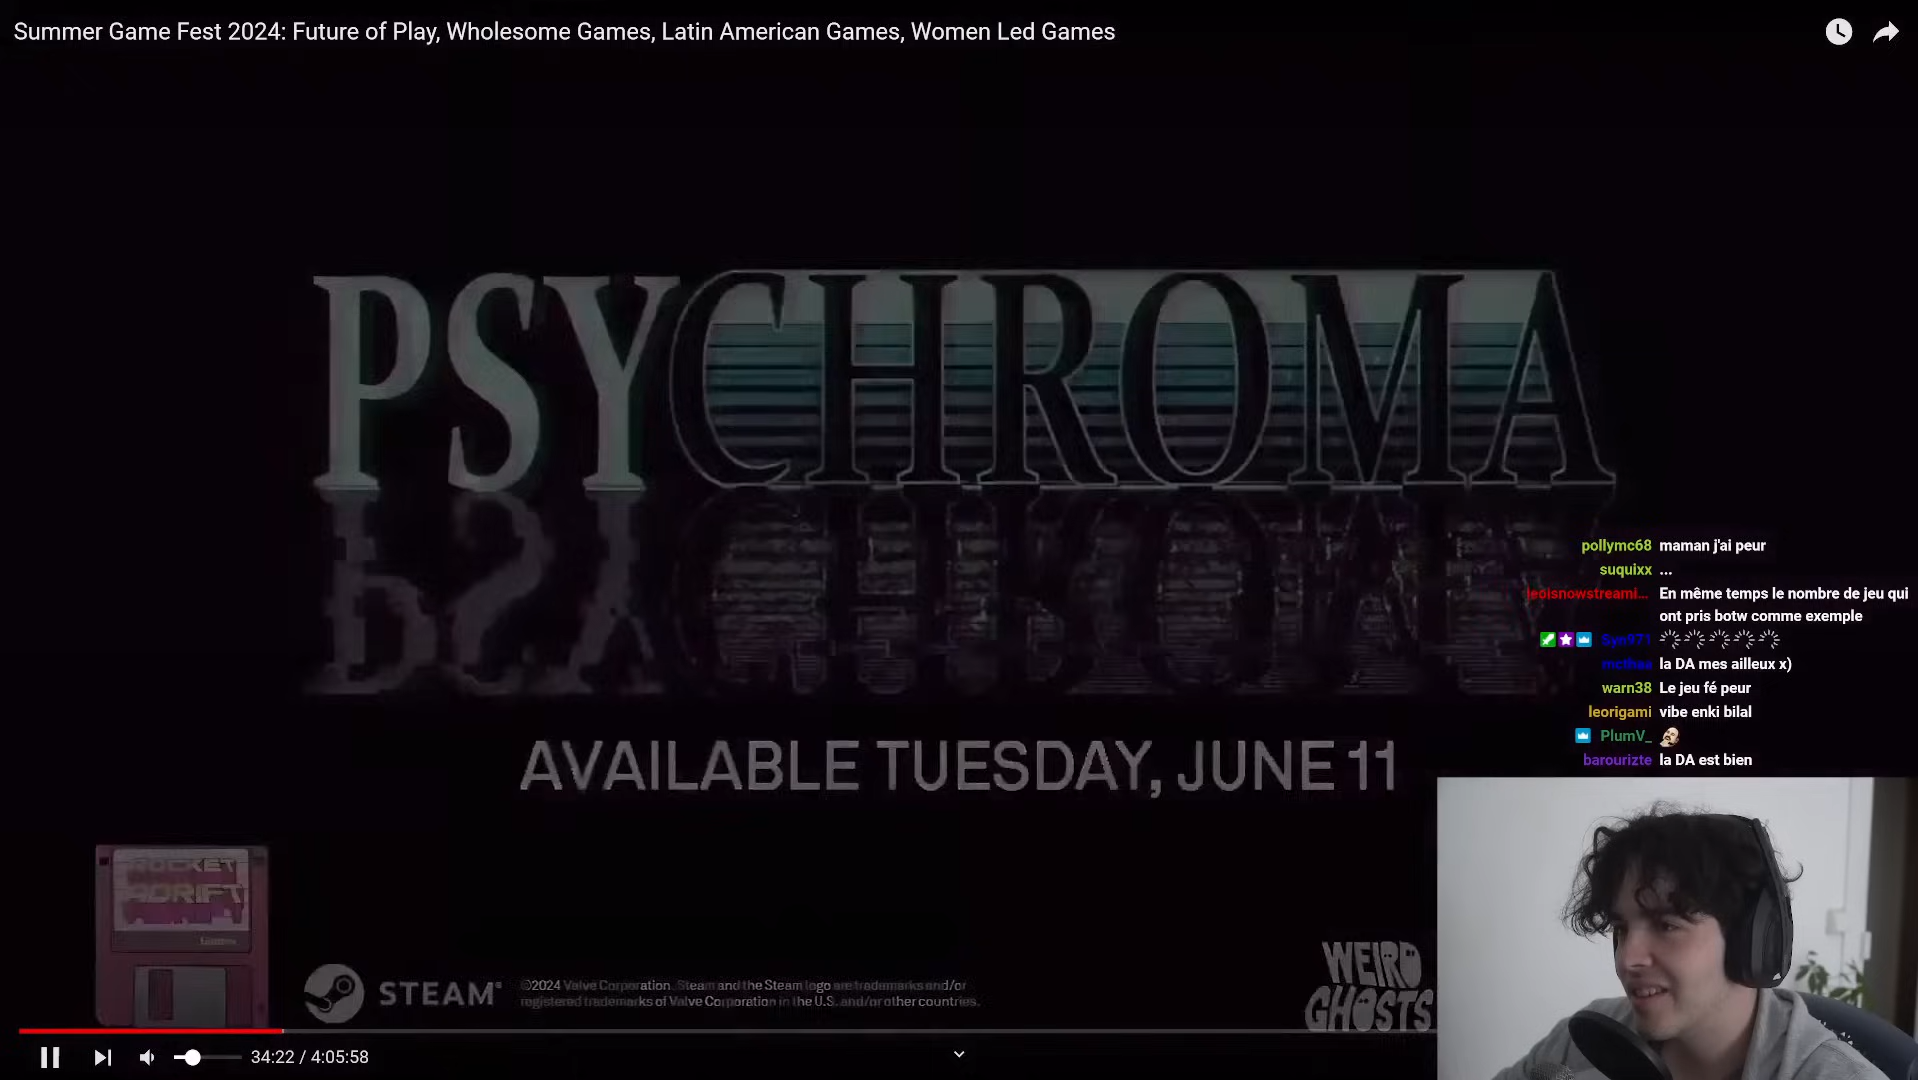 Summer Game Fest 2024: Future of Play, Wholesome Games, Latin American Games, Women Led Games
PSYCHROMA
pollymc68 maman j'ai peur
suquixx ...
leoisnowstreami... En même temps le nombre de jeu qui
ont pris botw comme exemple
Syn971
la DA mes ailleux x)
warn38 Le jeu fé peur
leorigami vibe enki bilal
PlumV_
barourizte la DA est bien
AVAILABLE TUESDAY, JUNE 11
ROCKET
ADRIFT
STEAM
©2024 Valve Corporation. Steam and the Steam logo are trademarks and/or
registered trademarks of Valve Corporation in the U.S. and/or other countries.
WEIRD
GHOSTS
34:22 / 4:05:58